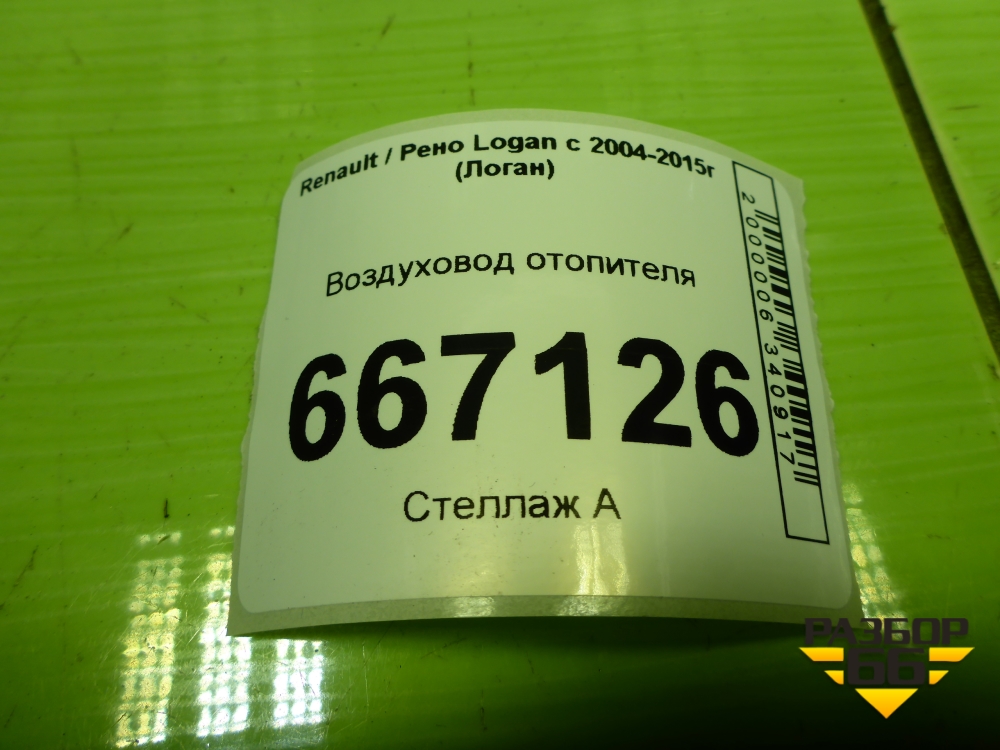 Renault / Рено Logan с 2004-2015г
(Логан)
Воздуховод отопителя
667126
Стеллаж А
2000006340917
РАЗБОР
66